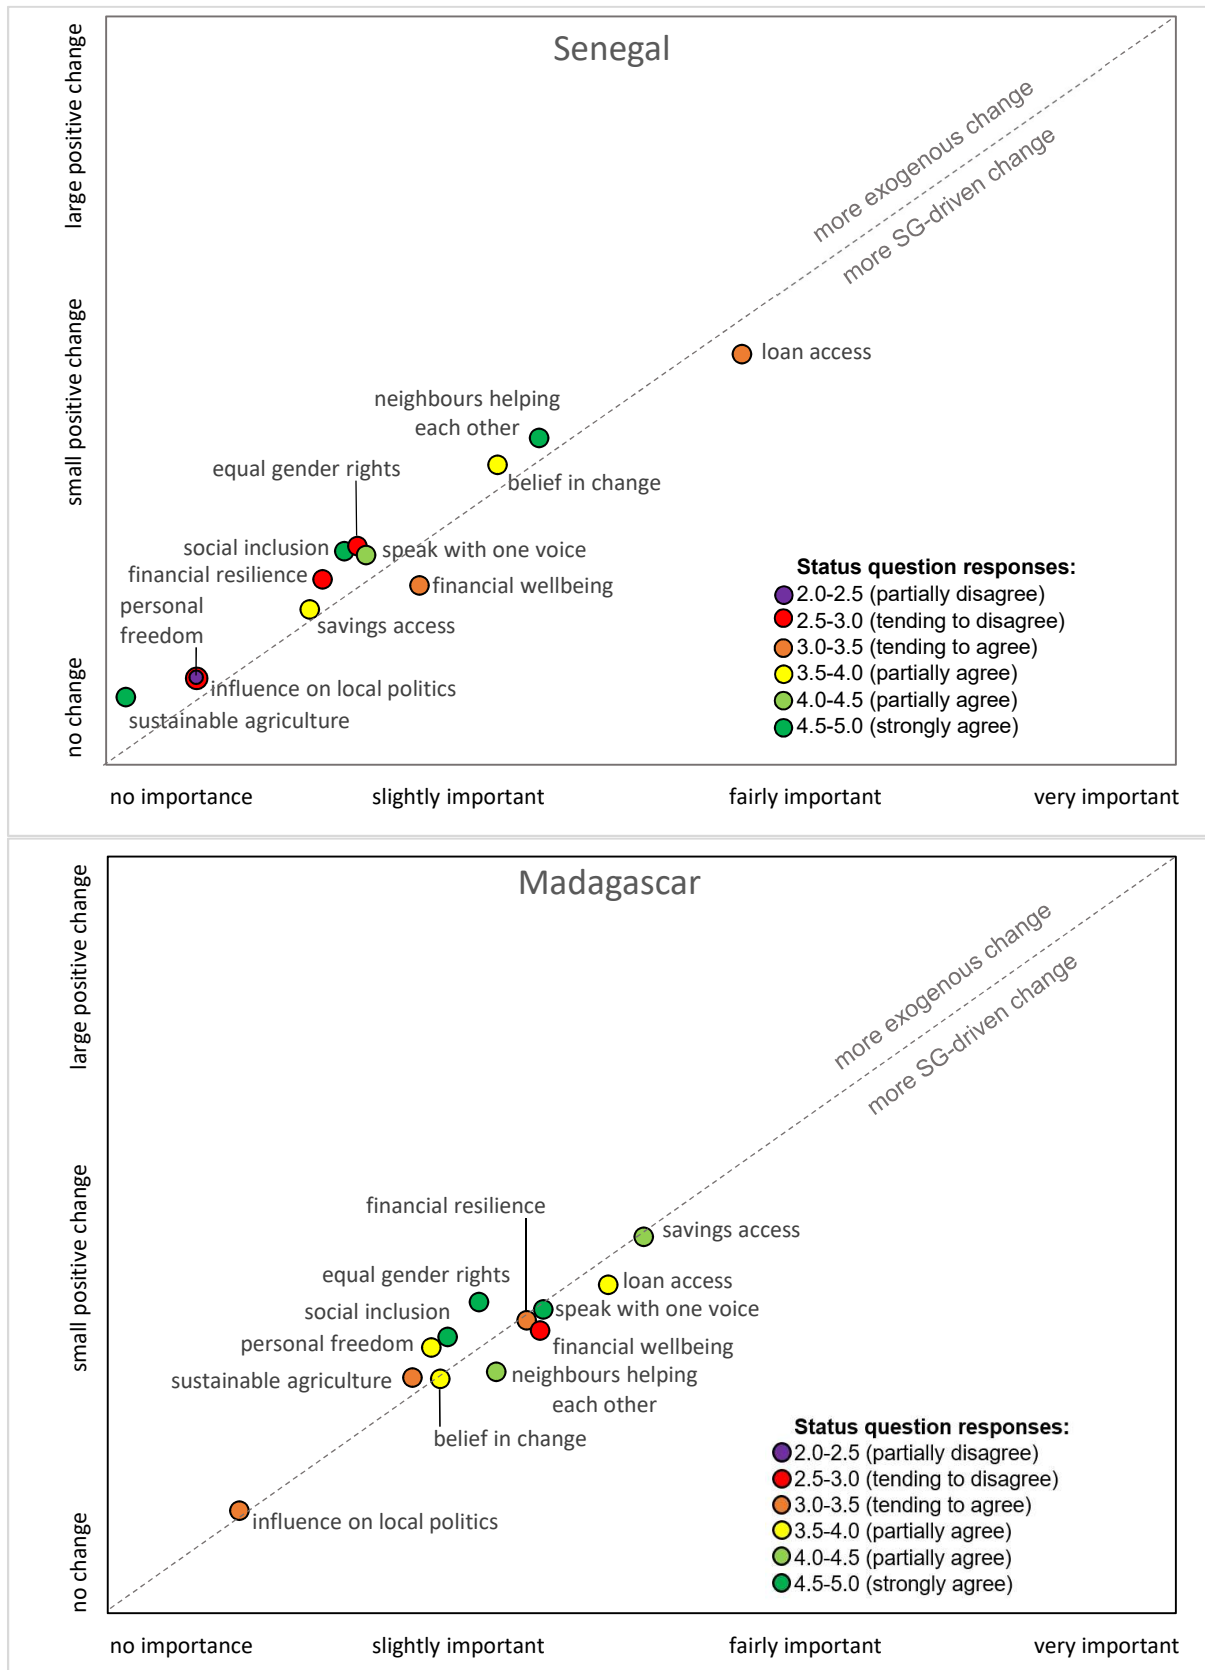 Senegal
large positive change
small positive change
no change
more exogenous change
more SG-driven change
loan access
neighbours helping
each other
belief in change
equal gender rights
social inclusion
speak with one voice
financial resilience
financial wellbeing
personal
freedom
savings access
influence on local politics
sustainable agriculture
Status question responses:
2.0-2.5 (partially disagree)
2.5-3.0 (tending to disagree)
3.0-3.5 (tending to agree)
3.5-4.0 (partially agree)
4.0-4.5 (partially agree)
4.5-5.0 (strongly agree)
no importance
slightly important
fairly important
very important
Madagascar
large positive change
small positive change
no change
more exogenous change
more SG-driven change
financial resilience
savings access
equal gender rights
loan access
social inclusion
speak with one voice
personal freedom
financial wellbeing
sustainable agriculture
neighbours helping
each other
belief in change
influence on local politics
Status question responses:
2.0-2.5 (partially disagree)
2.5-3.0 (tending to disagree)
3.0-3.5 (tending to agree)
3.5-4.0 (partially agree)
4.0-4.5 (partially agree)
4.5-5.0 (strongly agree)
no importance
slightly important
fairly important
very important